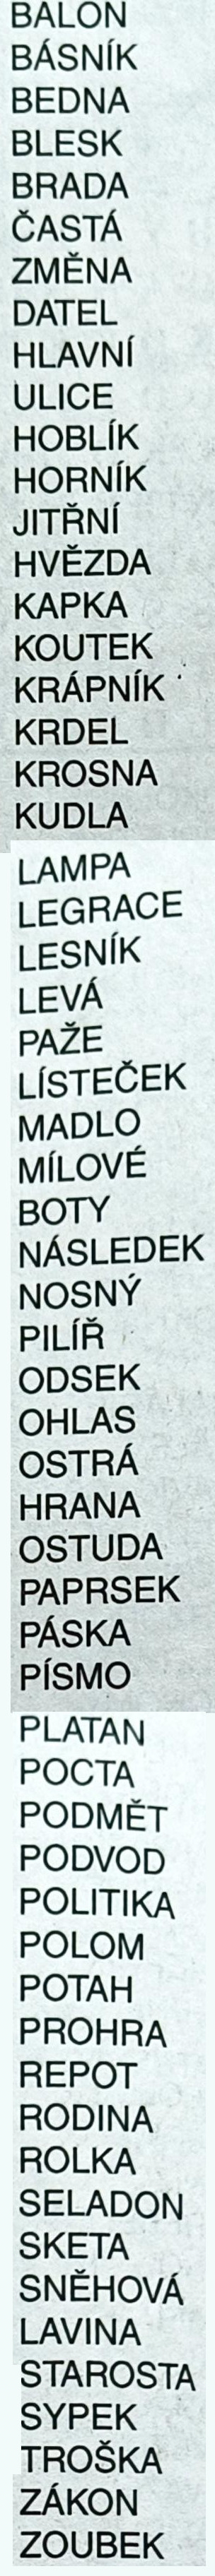 BALON
BÁSNÍK
BEDNA
BLESK
BRADA
ČASTÁ
ZMĚNA
DATEL
HLAVNÍ
ULICE
HOBLÍK
HORNÍK
JITŘNÍ
HVĚZDA
KAPKA
KOUTEK
KRÁPNÍK
KRDEL
KROSNA
KUDLA
LAMPA
LEGRACE
LESNÍK
LEVÁ
PAŽE
LÍSTEČEK
MADLO
MÍLOVÉ
BOTY
NÁSLEDEK
NOSNÝ
PILÍŘ
ODSEK
OHLAS
OSTRÁ
HRANA
OSTUDA
PAPRSEK
PÁSKA
PÍSMO
PLATAN
POCTA
PODMĚT
PODVOD
POLITIKA
POLOM
POTAH
PROHRA
REPOT
RODINA
ROLKA
SELADON
SKETA
SNĚHOVÁ
LAVINA
STAROSTA
SYPEK
TROŠKA
ZÁKON
ZOUBEK